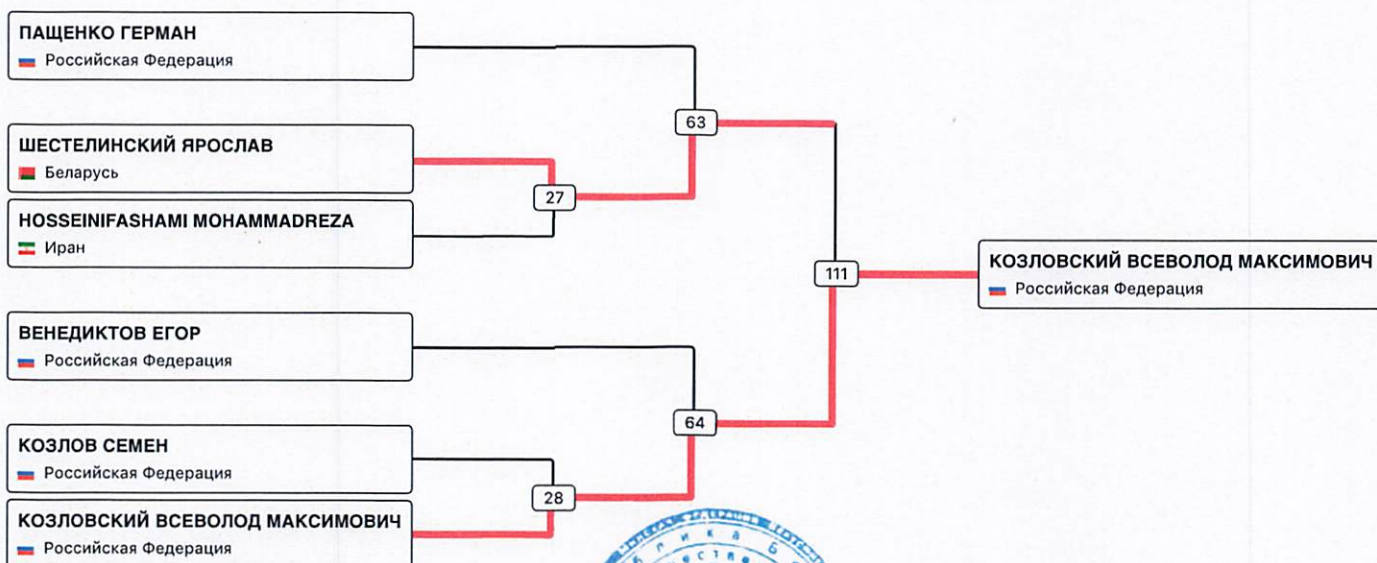 ПАЩЕНКО ГЕРМАН
Российская Федерация
63
ШЕСТЕЛИНСКИЙ ЯРОСЛАВ
Беларусь
27
HOSSEINIFASHAMI MOHAMMADREZA
Иран
111
КОЗЛОВСКИЙ ВСЕВОЛОД МАКСИМОВИЧ
Российская Федерация
ВЕНЕДИКТОВ ЕГОР
Российская Федерация
64
КОЗЛОВ СЕМЕН
Российская Федерация
28
КОЗЛОВСКИЙ ВСЕВОЛОД МАКСИМОВИЧ
Российская Федерация